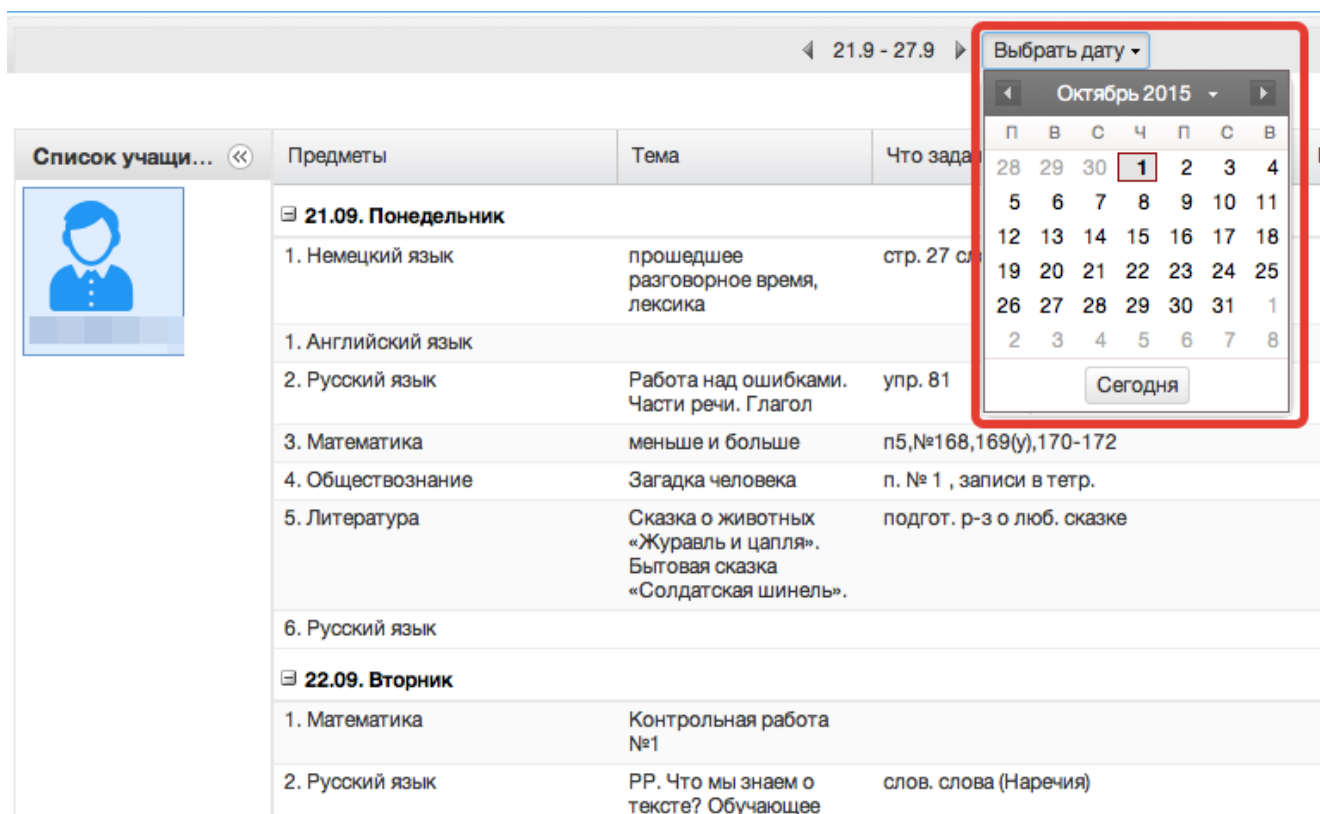 21.9 - 27.9 Выбрать дату
Октябрь 2015
П В С Ч П С В
28 29 30 1 2 3 4
5 6 7 8 9 10 11
12 13 14 15 16 17 18
19 20 21 22 23 24 25
26 27 28 29 30 31 1
2 3 4 5 6 7 8
Сегодня
Список учащи... Предметы Тема Что
21.09. Понедельник
1. Немецкий язык прошедшее стр. 27
разговорное время,
лексика
1. Английский язык
2. Русский язык Работа над ошибками. упр. 81
Части речи. Глагол
3. Математика меньше и больше п5,№168,169(у),170-172
4. Обществознание Загадка человека п. № 1 , записи в тетр.
5. Литература Сказка о животных подгот. р-з о люб. сказке
«Журавль и цапля».
Бытовая сказка
«Солдатская шинель».
6. Русский язык
22.09. Вторник
1. Математика Контрольная работа
№1
2. Русский язык РР. Что мы знаем о слов. слова (Наречия)
тексте? Обучающее